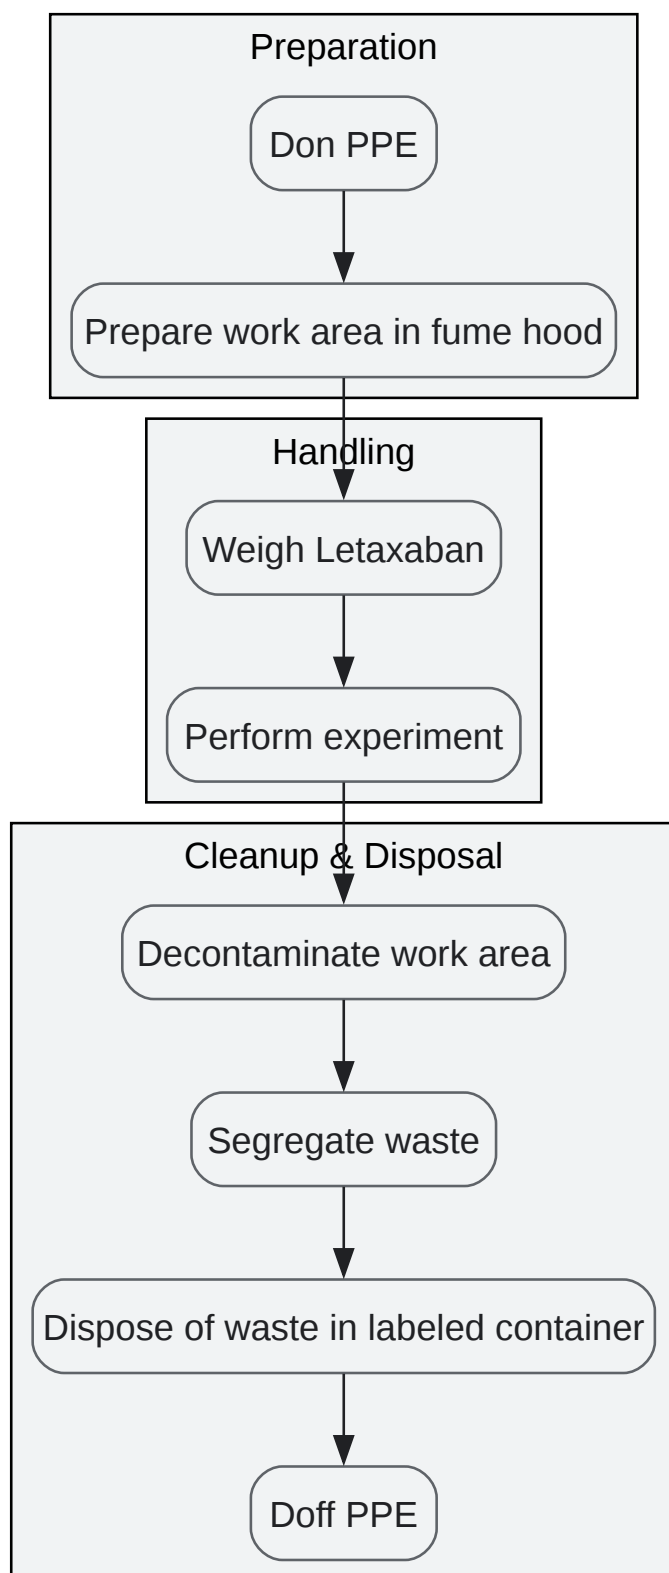 Preparation
Don PPE
Prepare work area in fume hood
Handling
Weigh Letaxaban
Perform experiment
Cleanup & Disposal
Decontaminate work area
Segregate waste
Dispose of waste in labeled container
Doff PPE